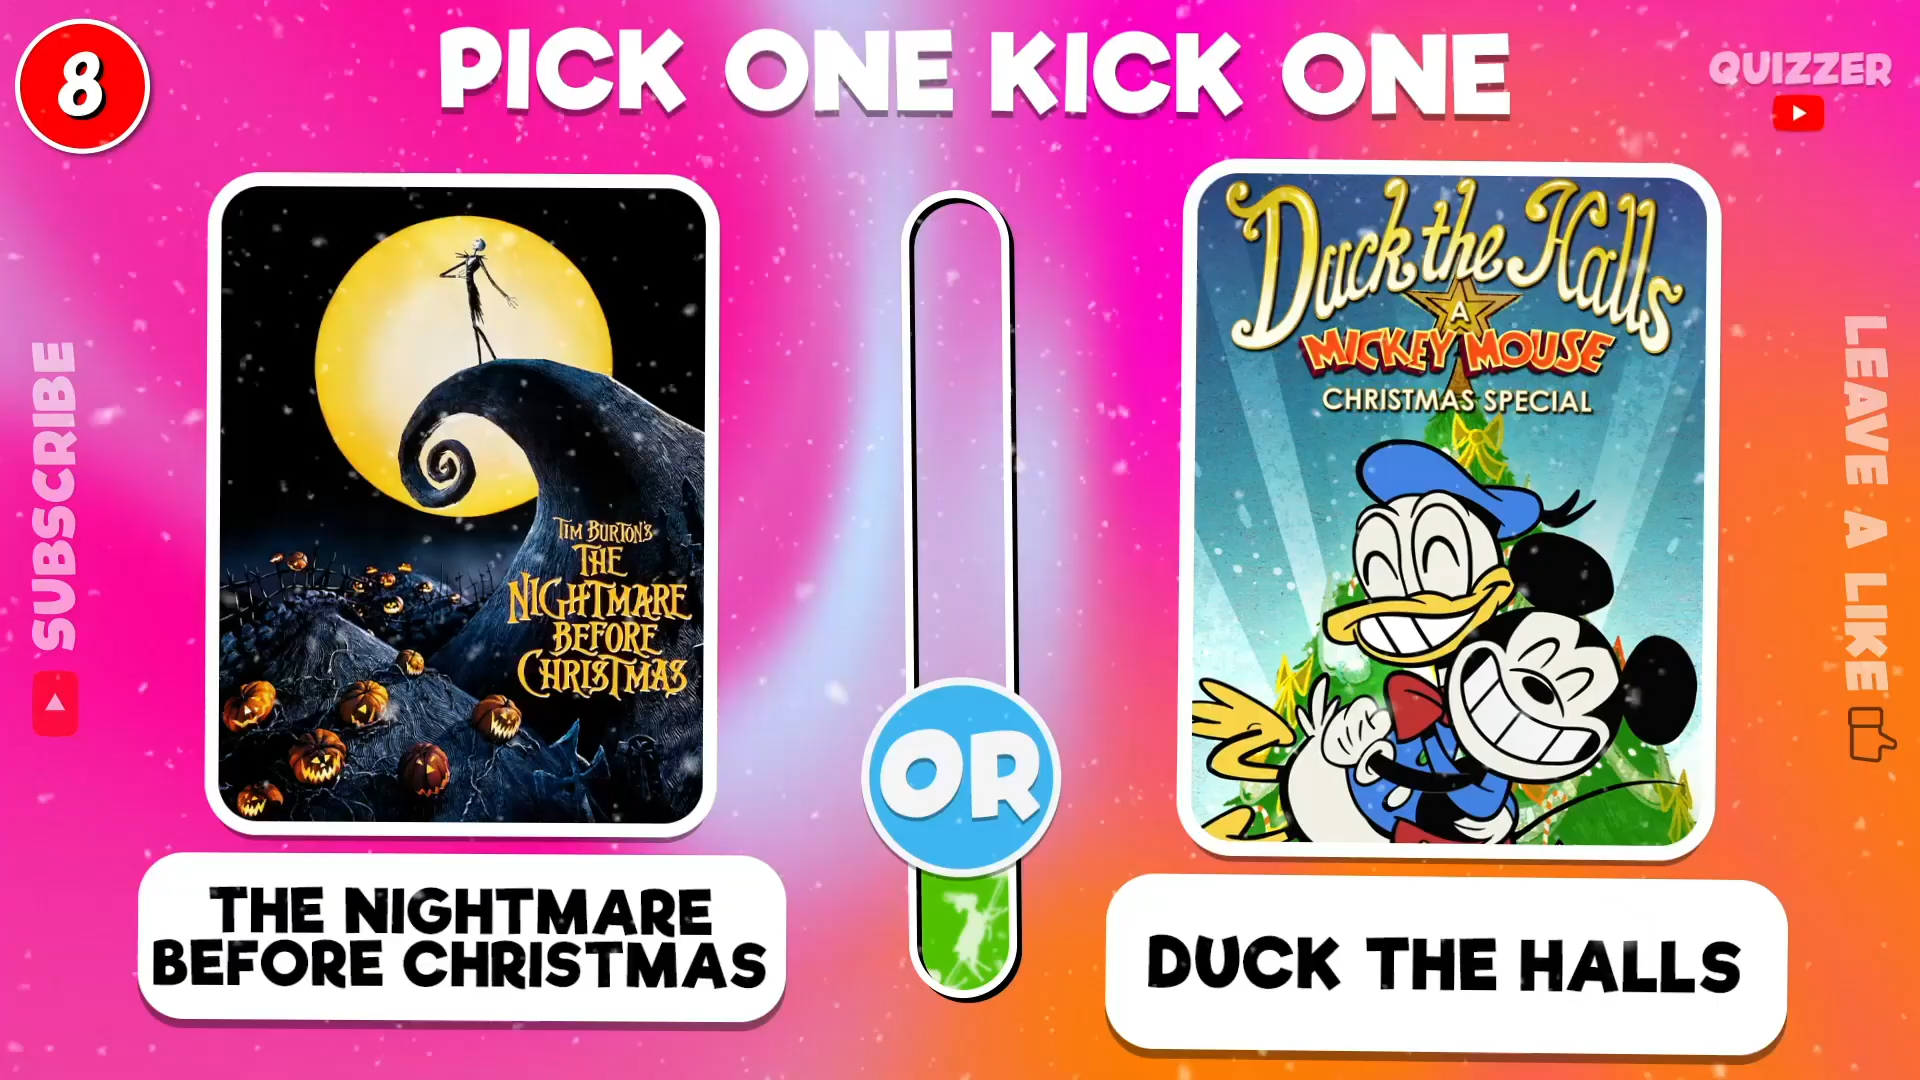 8
PICK ONE KICK ONE
QUIZZER
SUBSCRIBE
TIM BURTON'S
THE
NIGHTMARE
BEFORE
CHRISTMAS
OR
Duck the Halls
A
MICKEY MOUSE
CHRISTMAS SPECIAL
LEAVE A LIKE
THE NIGHTMARE
BEFORE CHRISTMAS
DUCK THE HALLS